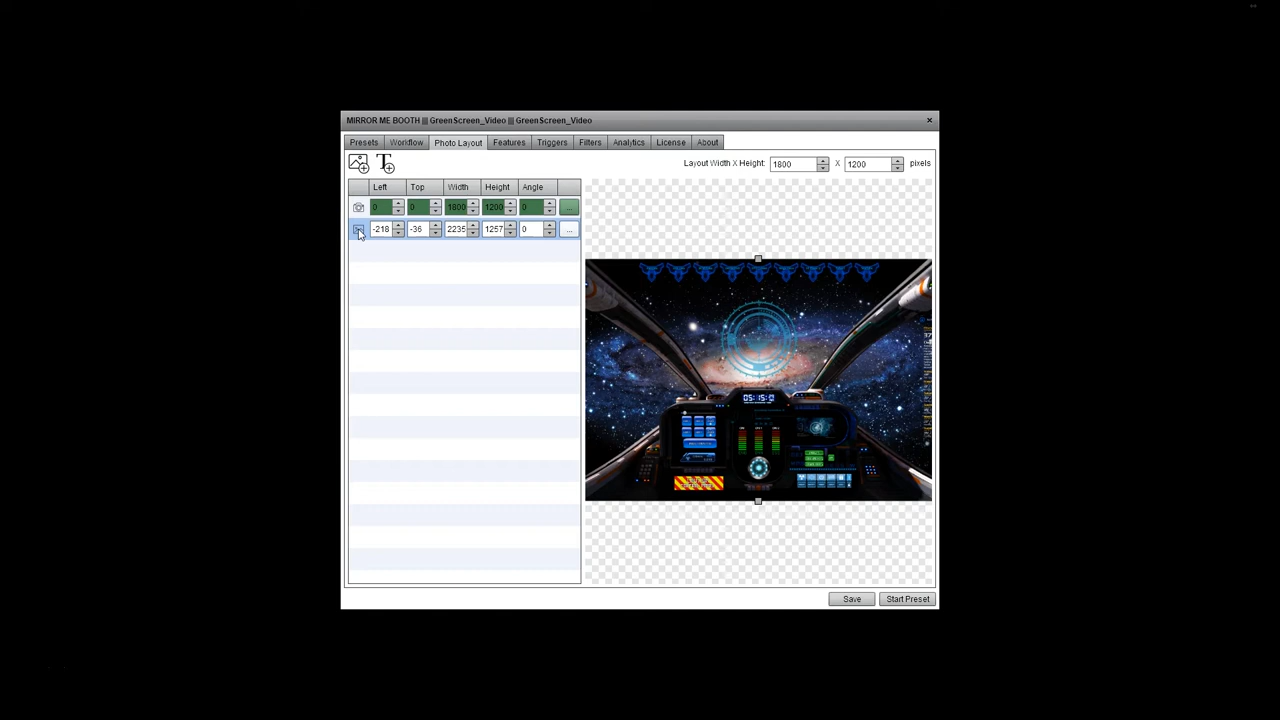 MIRROR ME BOOTH ||| GreenScreen_Video ||| GreenScreen_Video
Presets Workflow Photo Layout Features Triggers Filters Analytics License About
Layout Width X Height: 1800 X 1200 pixels
Left Top Width Height Angle
0 0 1800 1200 0 ...
-218 -36 2235 1257 0 ...
Save Start Preset